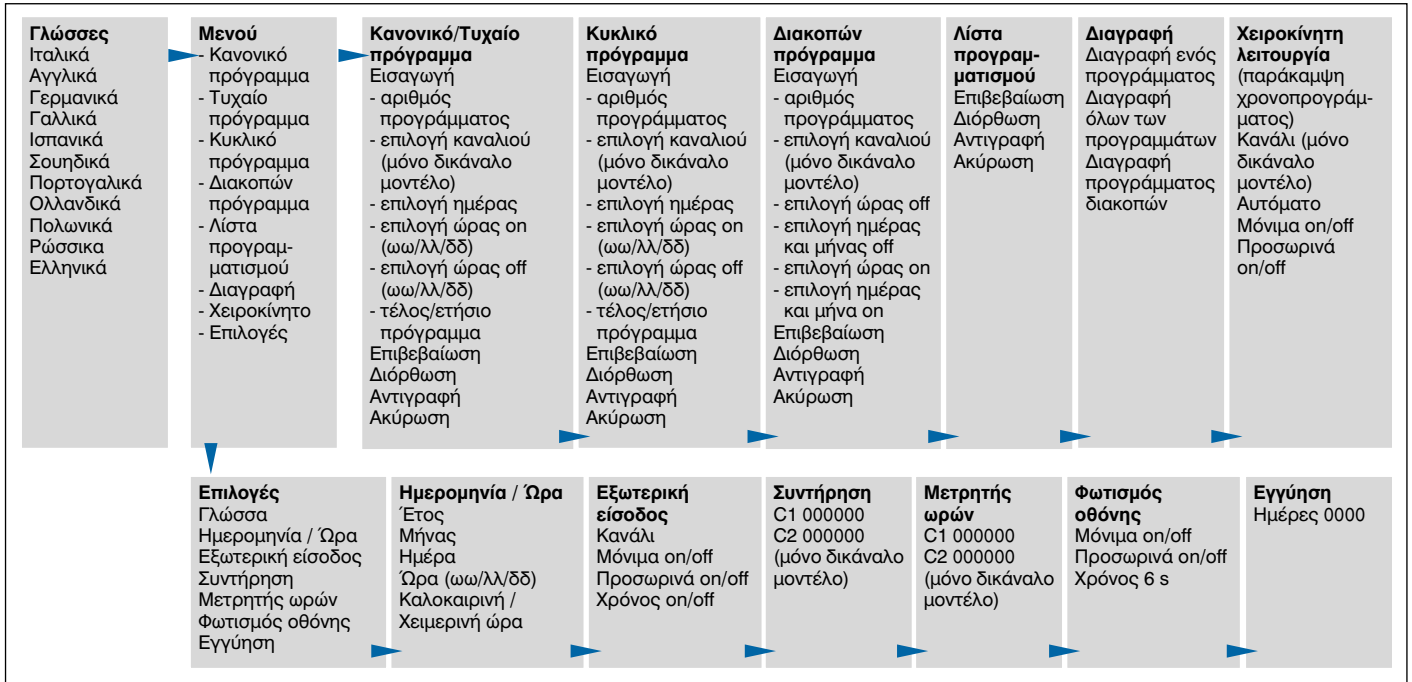 Γλώσσες
Ιταλικά
Αγγλικά
Γερμανικά
Γαλλικά
Ισπανικά
Σουηδικά
Πορτογαλικά
Ολλανδικά
Πολωνικά
Ρώσσικα
Ελληνικά
Μενού
- Κανονικό
πρόγραμμα
- Τυχαίο
πρόγραμμα
- Κυκλικό
πρόγραμμα
- Διακοπών
πρόγραμμα
- Λίστα
προγραμ-
ματισμού
- Διαγραφή
- Χειροκίνητο
- Επιλογές
Κανονικό/Τυχαίο
πρόγραμμα
Εισαγωγή
- αριθμός
προγράμματος
- επιλογή καναλιού
(μόνο δικάναλο
μοντέλο)
- επιλογή ημέρας
- επιλογή ώρας on
(ωω/λλ/δδ)
- επιλογή ώρας off
(ωω/λλ/δδ)
- τέλος/ετήσιο
πρόγραμμα
Επιβεβαίωση
Διόρθωση
Αντιγραφή
Ακύρωση
Κυκλικό
πρόγραμμα
Εισαγωγή
- αριθμός
προγράμματος
- επιλογή καναλιού
(μόνο δικάναλο
μοντέλο)
- επιλογή ημέρας
- επιλογή ώρας on
(ωω/λλ/δδ)
- επιλογή ώρας off
(ωω/λλ/δδ)
- τέλος/ετήσιο
πρόγραμμα
Επιβεβαίωση
Διόρθωση
Αντιγραφή
Ακύρωση
Διακοπών
πρόγραμμα
Εισαγωγή
- αριθμός
προγράμματος
- επιλογή καναλιού
(μόνο δικάναλο
μοντέλο)
- επιλογή ώρας off
- επιλογή ημέρας
και μήνας off
- επιλογή ώρας on
- επιλογή ημέρας
και μήνα on
Επιβεβαίωση
Διόρθωση
Αντιγραφή
Ακύρωση
Λίστα
προγραμ-
ματισμού
Επιβεβαίωση
Διόρθωση
Αντιγραφή
Ακύρωση
Διαγραφή
Διαγραφή ενός
προγράμματος
Διαγραφή
όλων των
προγραμμάτων
Διαγραφή
προγράμματος
διακοπών
Χειροκίνητη
λειτουργία
(παράκαμψη
χρονοπρογράμ-
ματος)
Κανάλι (μόνο
δικάναλο
μοντέλο)
Αυτόματο
Μόνιμα on/off
Προσωρινά
on/off
Επιλογές
Γλώσσα
Ημερομηνία / Ώρα
Εξωτερική είσοδος
Συντήρηση
Μετρητής ωρών
Φωτισμός οθόνης
Εγγύηση
Ημερομηνία / Ώρα
Έτος
Μήνας
Ημέρα
Ώρα (ωω/λλ/δδ)
Καλοκαιρινή /
Χειμερινή ώρα
Εξωτερική
είσοδος
Κανάλι
Μόνιμα on/off
Προσωρινά on/off
Χρόνος on/off
Συντήρηση
C1 000000
C2 000000
(μόνο δικάναλο
μοντέλο)
Μετρητής
ωρών
C1 000000
C2 000000
(μόνο δικάναλο
μοντέλο)
Φωτισμός
οθόνης
Μόνιμα on/off
Προσωρινά on/off
Χρόνος 6 s
Εγγύηση
Ημέρες 0000